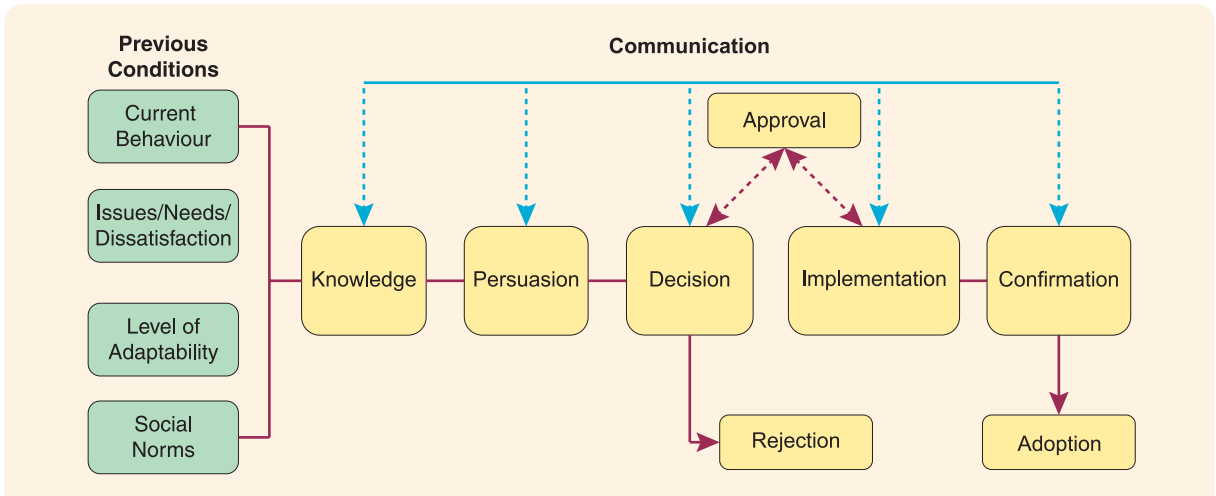 Previous
Conditions
Communication
Current
Behaviour
Issues/Needs/
Dissatisfaction
Level of
Adaptability
Social
Norms
Approval
Knowledge
Persuasion
Decision
Implementation
Confirmation
Rejection
Adoption